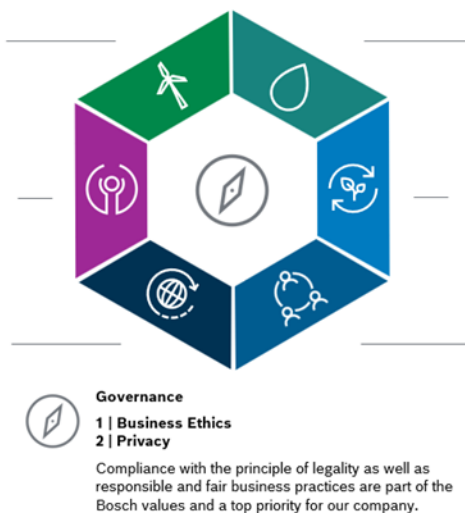 Governance
1 | Business Ethics
2 | Privacy
Compliance with the principle of legality as well as
responsible and fair business practices are part of the
Bosch values and a top priority for our company.